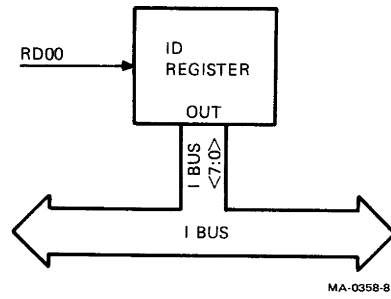 RD00
ID
REGISTER
OUT
I BUS
<7:0>
I BUS
MA-0358-8